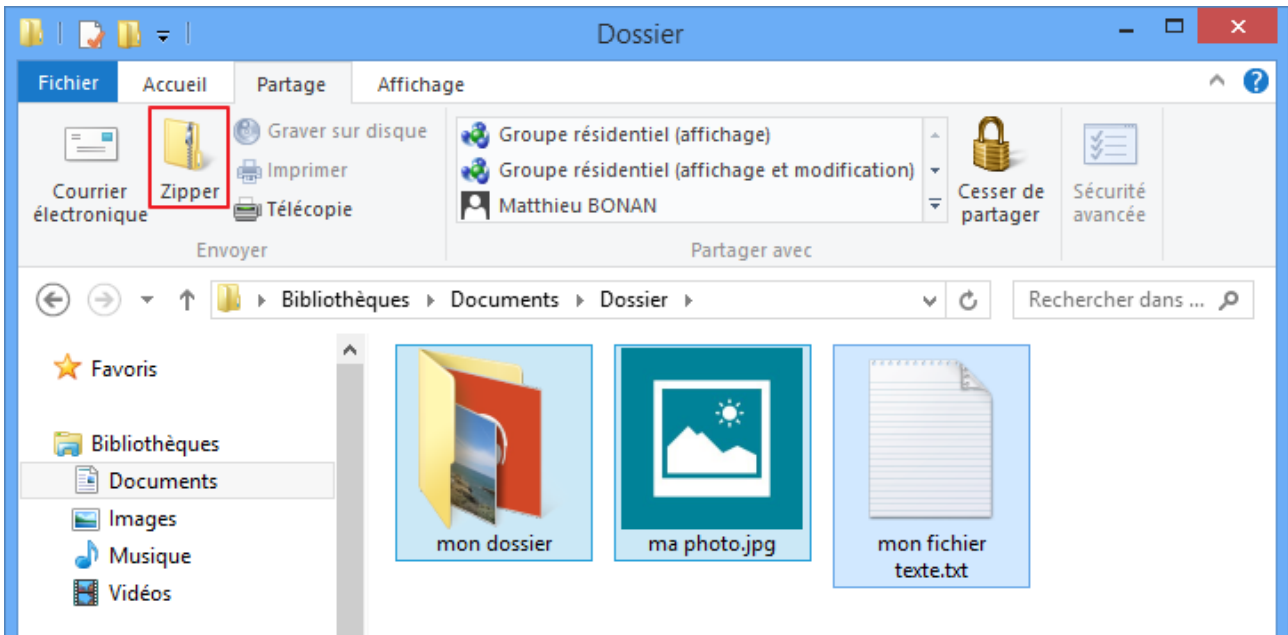 Dossier
Fichier Accueil Partage Affichage
Courrier
électronique
Zipper
Graver sur disque
Imprimer
Télécopie
Envoyer
Groupe résidentiel (affichage)
Groupe résidentiel (affichage et modification)
Matthieu BONAN
Partager avec
Cesser de
partager
Sécurité
avancée
Bibliothèques Documents Dossier
Rechercher dans ...
Favoris
Bibliothèques
Documents
Images
Musique
Vidéos
mon dossier
ma photo.jpg
mon fichier
texte.txt